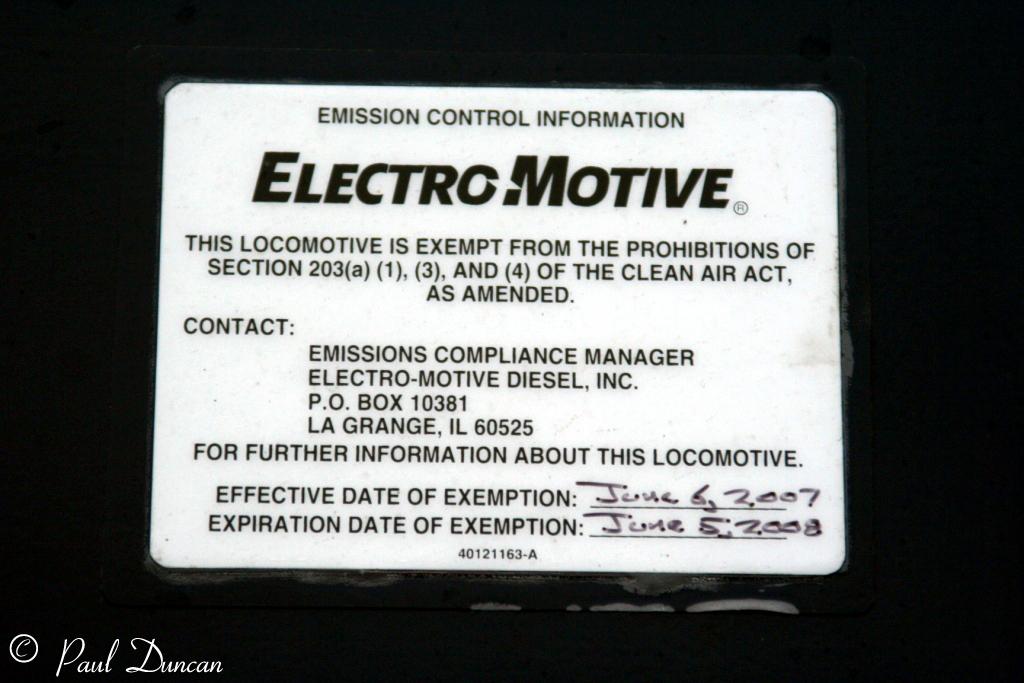 EMISSION CONTROL INFORMATION
ELECTRO-MOTIVE®
THIS LOCOMOTIVE IS EXEMPT FROM THE PROHIBITIONS OF
SECTION 203(a) (1), (3), AND (4) OF THE CLEAN AIR ACT,
AS AMENDED.
CONTACT:
EMISSIONS COMPLIANCE MANAGER
ELECTRO-MOTIVE DIESEL, INC.
P.O. BOX 10381
LA GRANGE, IL 60525
FOR FURTHER INFORMATION ABOUT THIS LOCOMOTIVE.
EFFECTIVE DATE OF EXEMPTION: June 6, 2007
EXPIRATION DATE OF EXEMPTION: June 5, 2008
40121163-A
© Paul Duncan